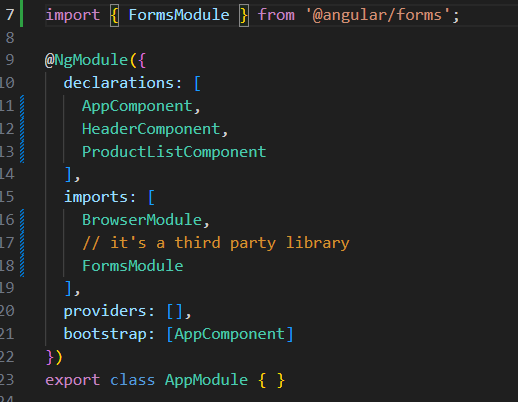 7 import { FormsModule } from '@angular/forms';
8
9 @NgModule({
10 declarations: [
11 AppComponent,
12 HeaderComponent,
13 ProductListComponent
14 ],
15 imports: [
16 BrowserModule,
17 // it's a third party library
18 FormsModule
19 ],
20 providers: [],
21 bootstrap: [AppComponent]
22 })
23 export class AppModule { }
24